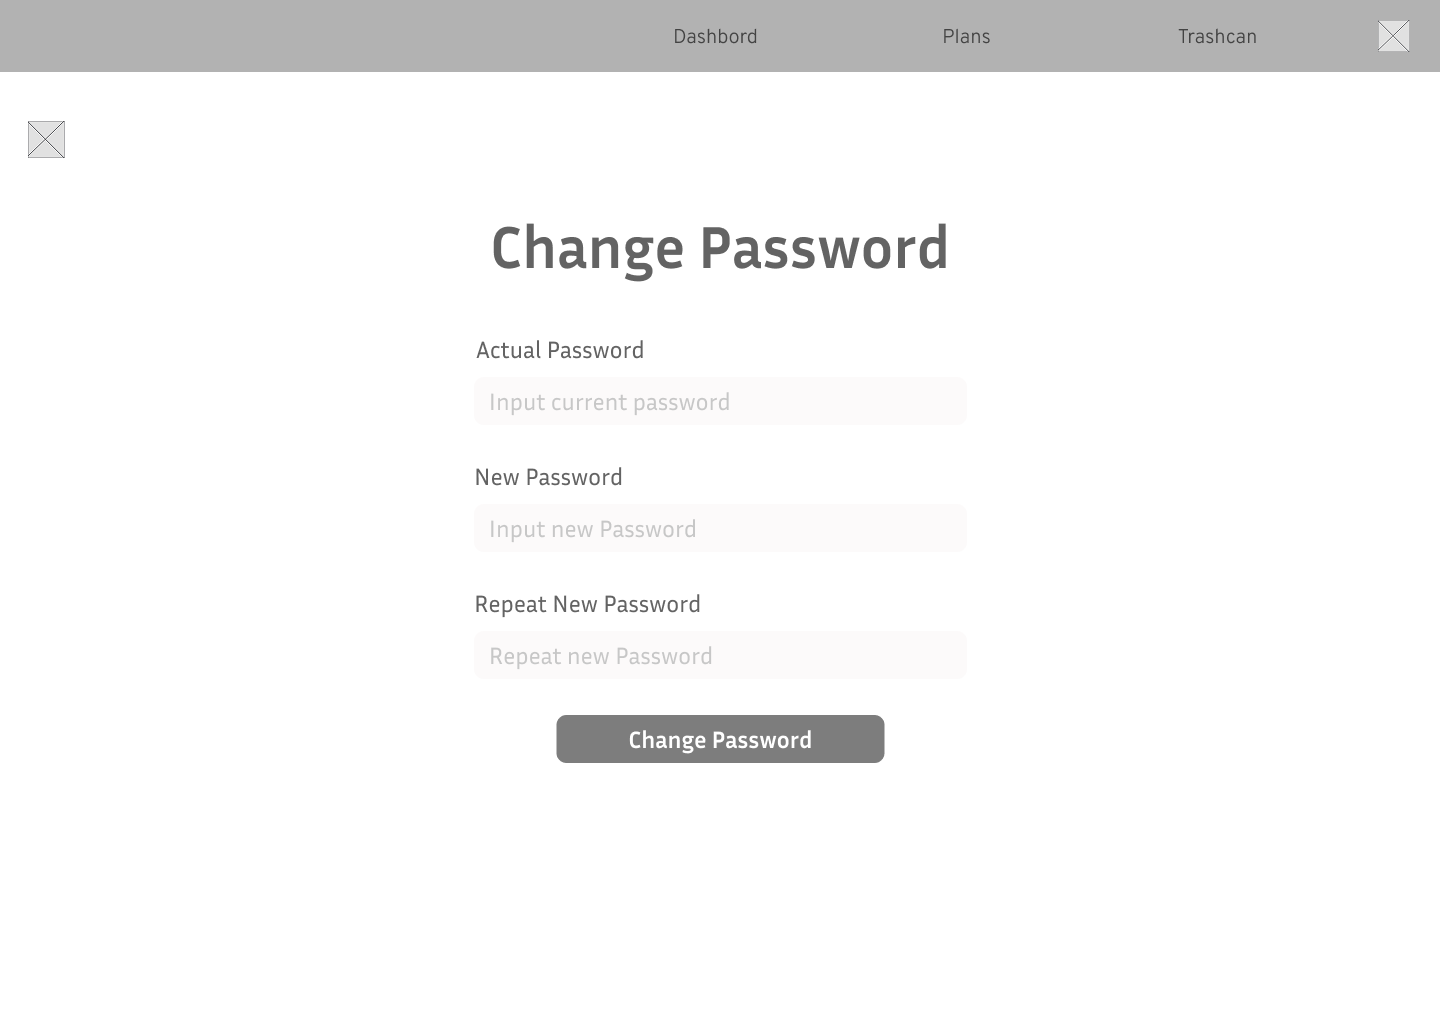 Dashbord Plans Trashcan
Change Password
Actual Password
Input current password
New Password
Input new Password
Repeat New Password
Repeat new Password
Change Password